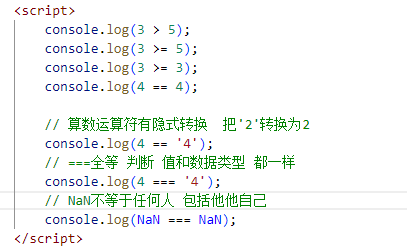 <script>
console.log(3 > 5);
console.log(3 >= 5);
console.log(3 >= 3);
console.log(4 == 4);
// 算数运算符有隐式转换 把'2'转换为2
console.log(4 == '4');
// ===全等 判断 值和数据类型 都一样
console.log(4 === '4');
// NaN不等于任何人 包括他他自己
console.log(NaN === NaN);
</script>